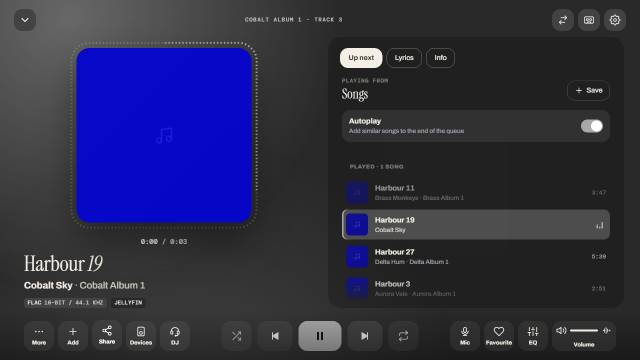 COBALT ALBUM 1 · TRACK 3
Up next
Lyrics
Info
PLAYING FROM
Songs
+ Save
Autoplay
Add similar songs to the end of the queue
PLAYED · 1 SONG
Harbour 11
Brass Monkeys · Brass Album 1
3:47
Harbour 19
Cobalt Sky
Harbour 27
Delta Hum · Delta Album 1
5:39
Harbour 3
Aurora Vale · Aurora Album 1
2:51
0:00 / 0:03
Harbour 19
Cobalt Sky · Cobalt Album 1
FLAC 16-BIT / 44.1 KHZ
JELLYFIN
More
Add
Share
Devices
DJ
Mic
Favourite
EQ
Volume